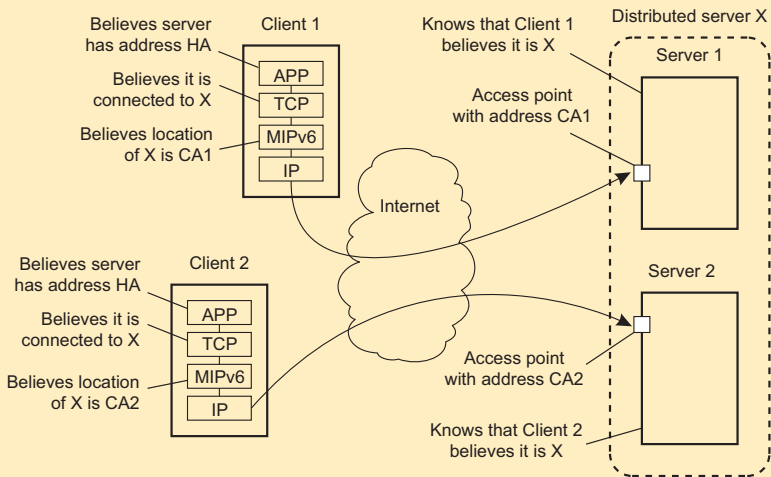 Believes server
has address HA
Client 1
Believes it is
connected to X
Believes location
of X is CA1
APP
TCP
MIPv6
IP
Knows that Client 1
believes it is X
Distributed server X
Server 1
Access point
with address CA1
Internet
Believes server
has address HA
Client 2
Believes it is
connected to X
Believes location
of X is CA2
APP
TCP
MIPv6
IP
Server 2
Access point
with address CA2
Knows that Client 2
believes it is X